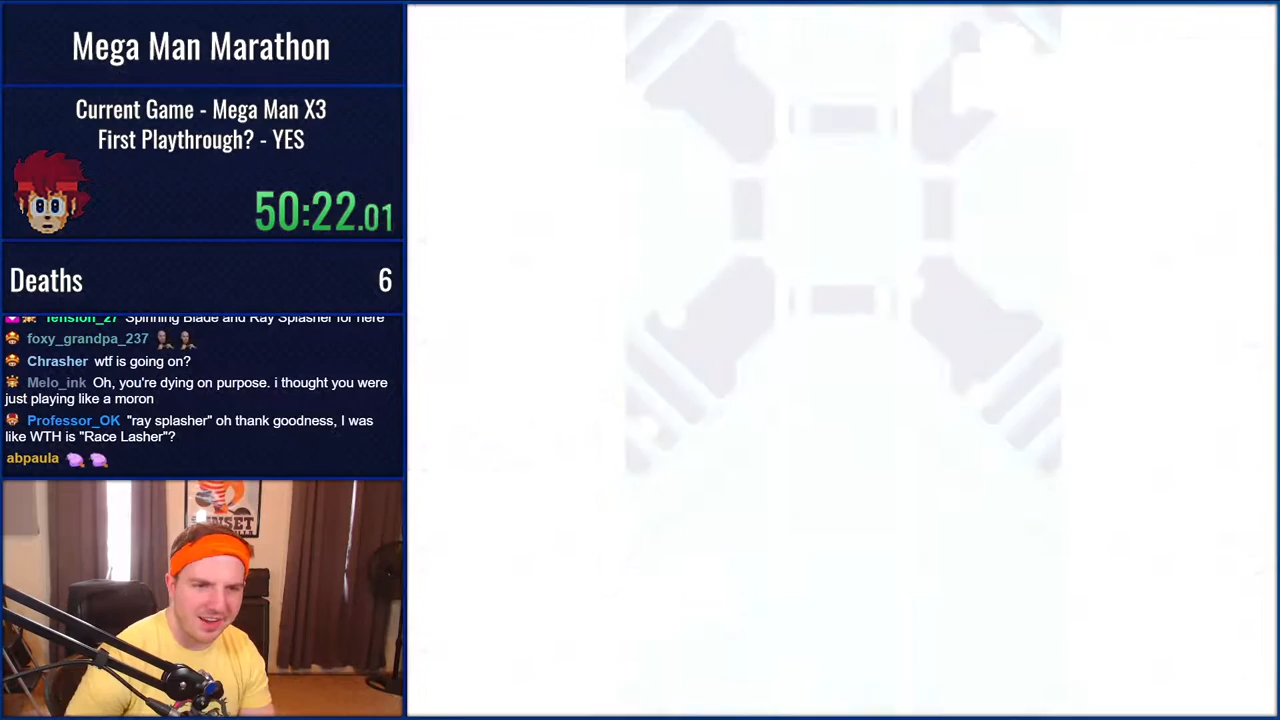 Mega Man Marathon
Current Game - Mega Man X3
First Playthrough? - YES
50:22.01
Deaths 6
Tension_27 Spinning Blade and Ray Splasher for here
foxy_grandpa_237
Chrasher wtf is going on?
Melo_ink Oh, you're dying on purpose. i thought you were
just playing like a moron
Professor_OK "ray splasher" oh thank goodness, I was
like WTH is "Race Lasher"?
abpaula
SUNSET